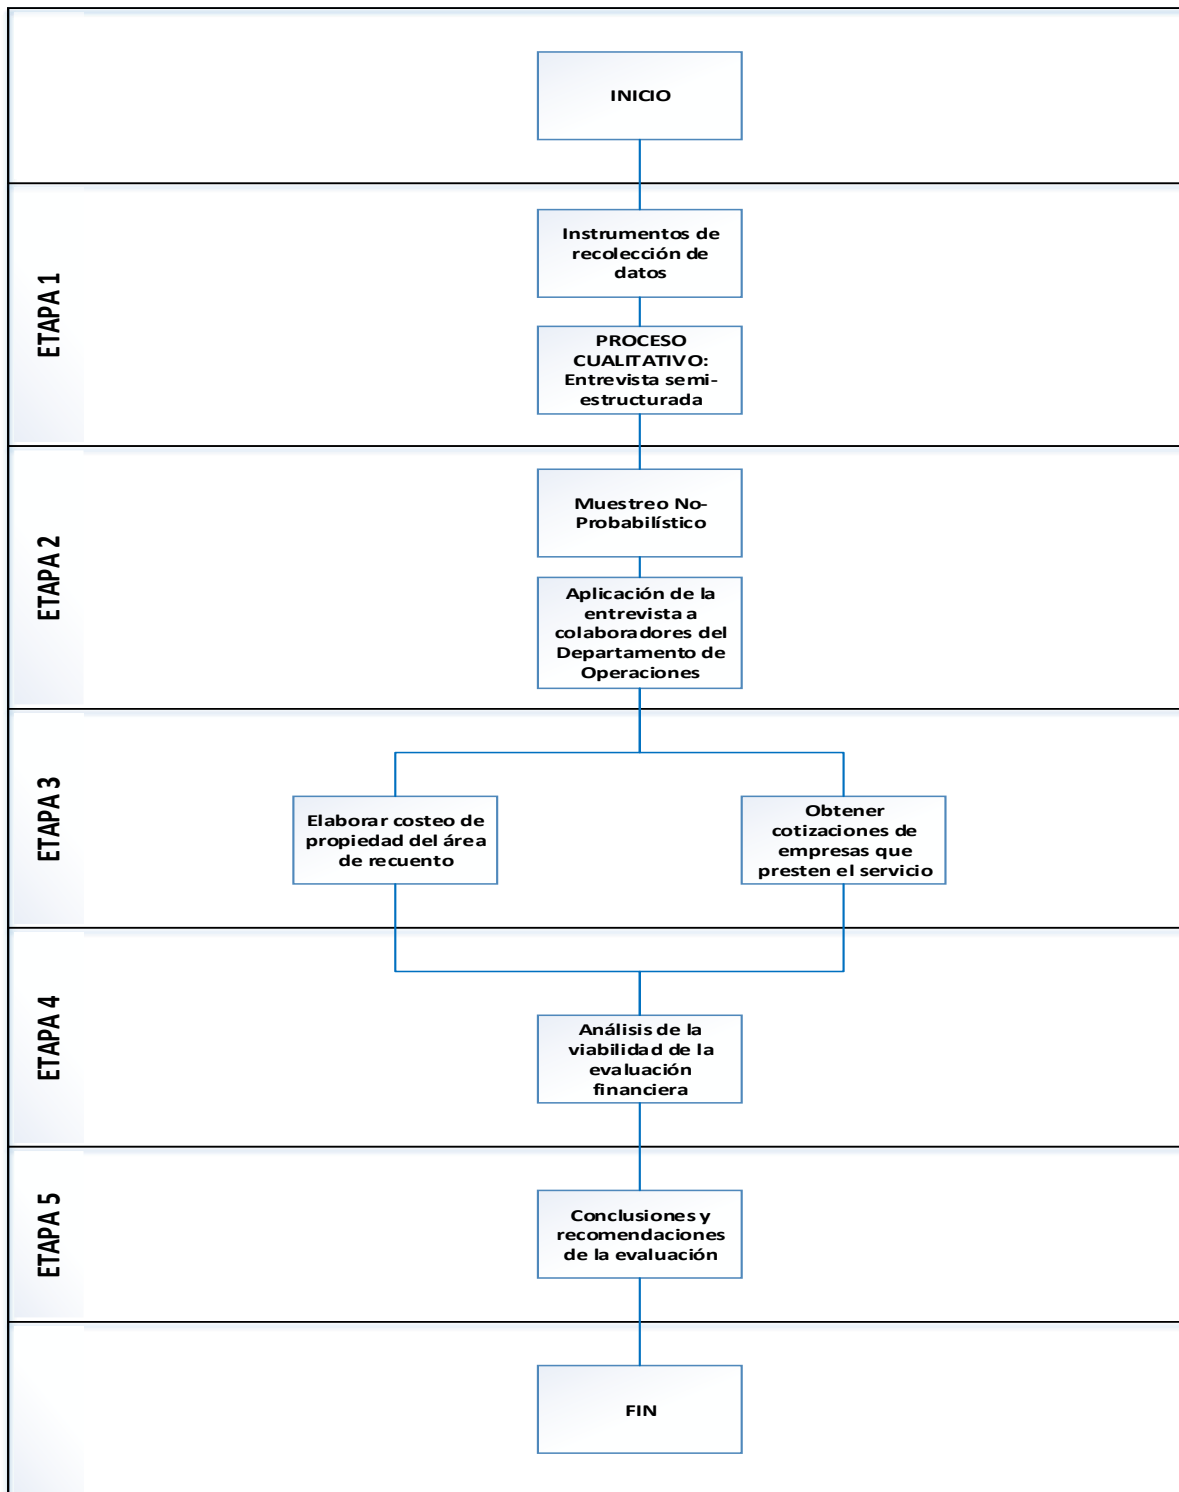 INICIO
ETAPA 1
Instrumentos de
recolección de
datos
PROCESO
CUALITATIVO:
Entrevista semi-
estructurada
ETAPA 2
Muestreo No-
Probabilístico
Aplicación de la
entrevista a
colaboradores del
Departamento de
Operaciones
ETAPA 3
Elaborar costeo de
propiedad del área
de recuento
Obtener
cotizaciones de
empresas que
presten el servicio
ETAPA 4
Análisis de la
viabilidad de la
evaluación
financiera
ETAPA 5
Conclusiones y
recomendaciones
de la evaluación
FIN